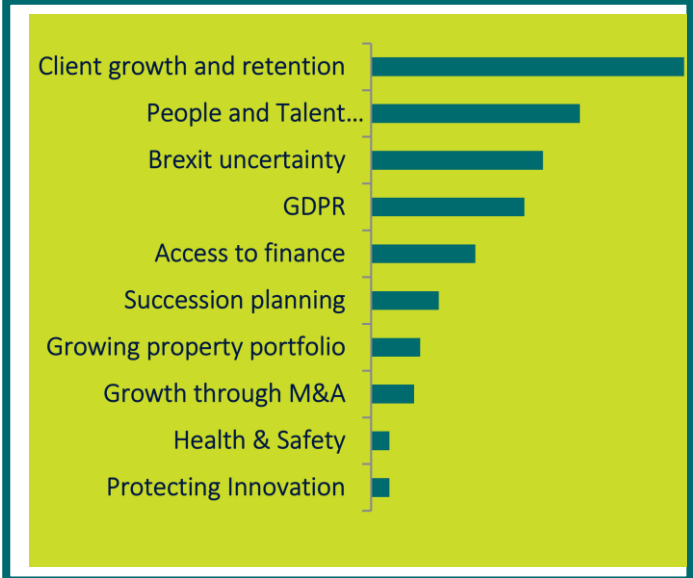 Client growth and retention
People and Talent...
Brexit uncertainty
GDPR
Access to finance
Succession planning
Growing property portfolio
Growth through M&A
Health & Safety
Protecting Innovation